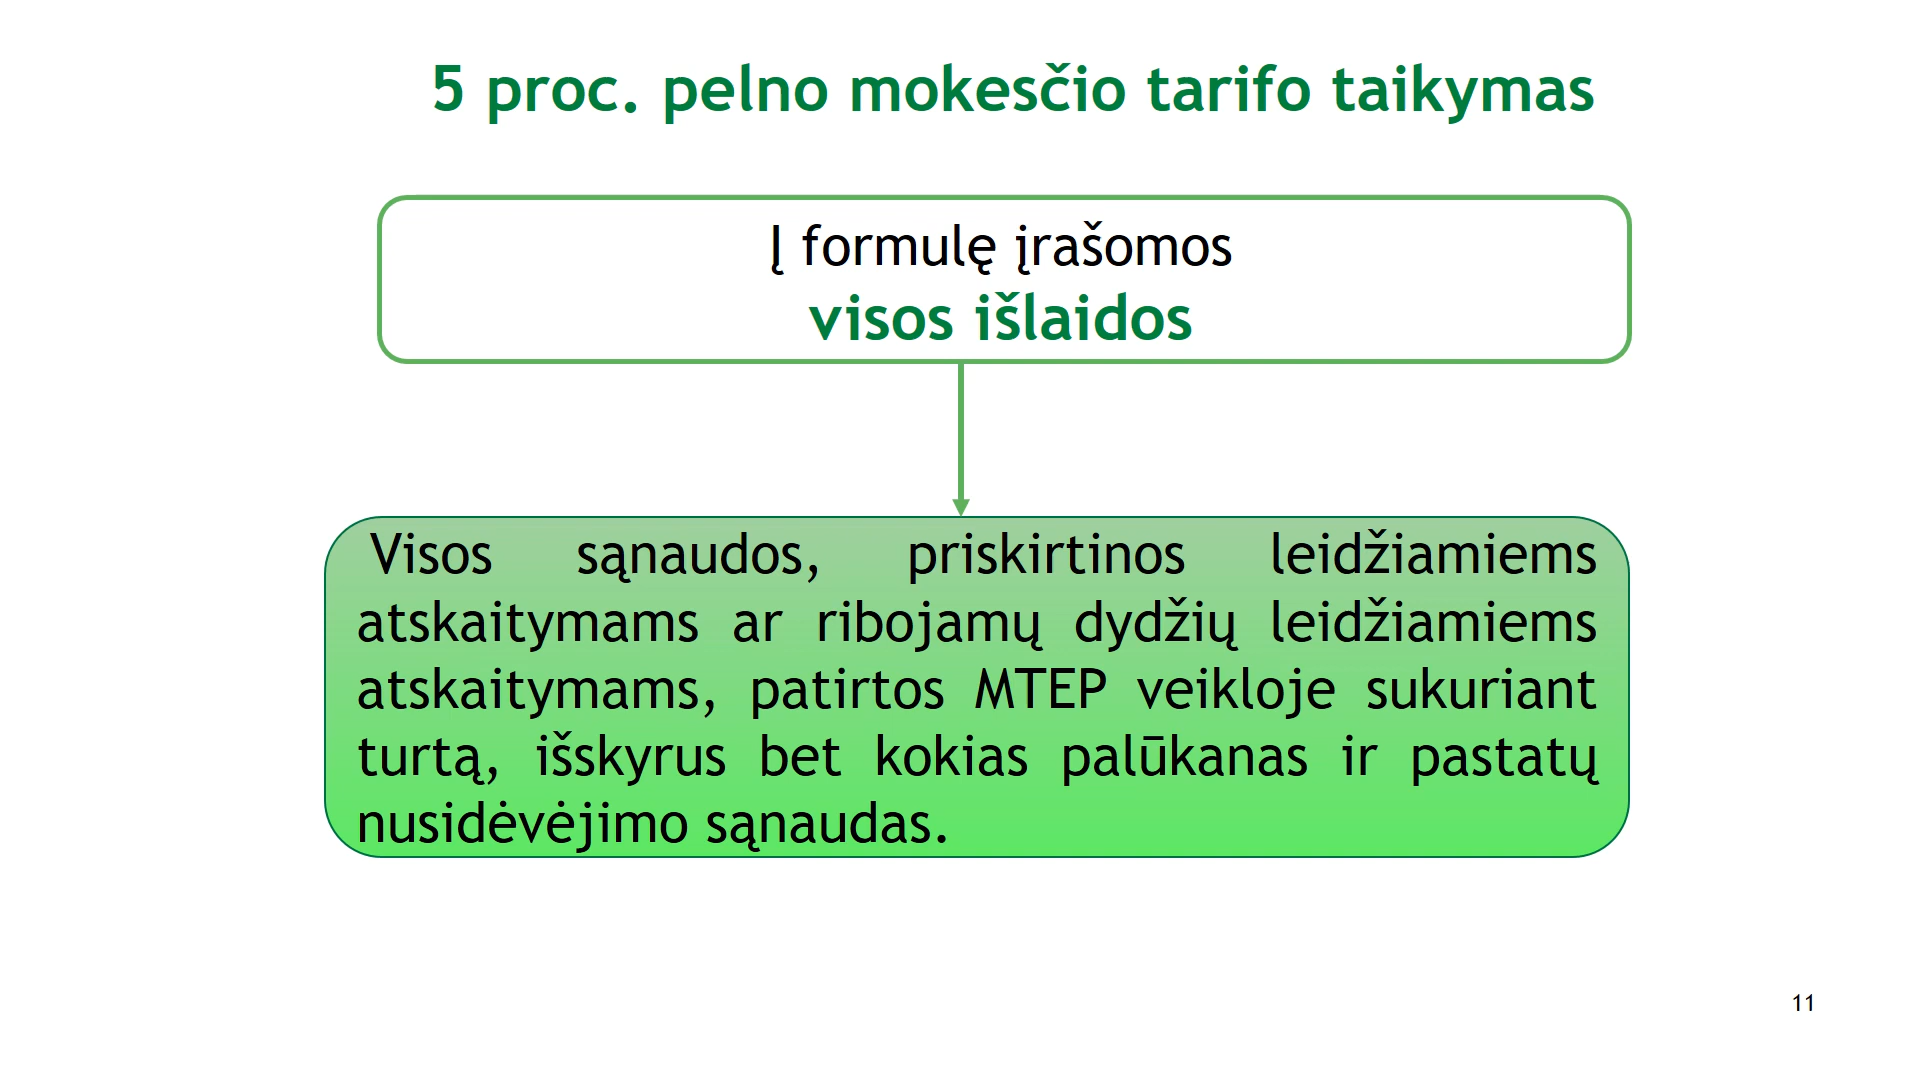 5 proc. pelno mokesčio tarifo taikymas
Į formulę įrašomos
visos išlaidos
Visos sąnaudos, priskirtinos leidžiamiems
atskaitymams ar ribojamų dydžių leidžiamiems
atskaitymams, patirtos MTEP veikloje sukuriant
turtą, išskyrus bet kokias palūkanas ir pastatų
nusidėvėjimo sąnaudas.
11